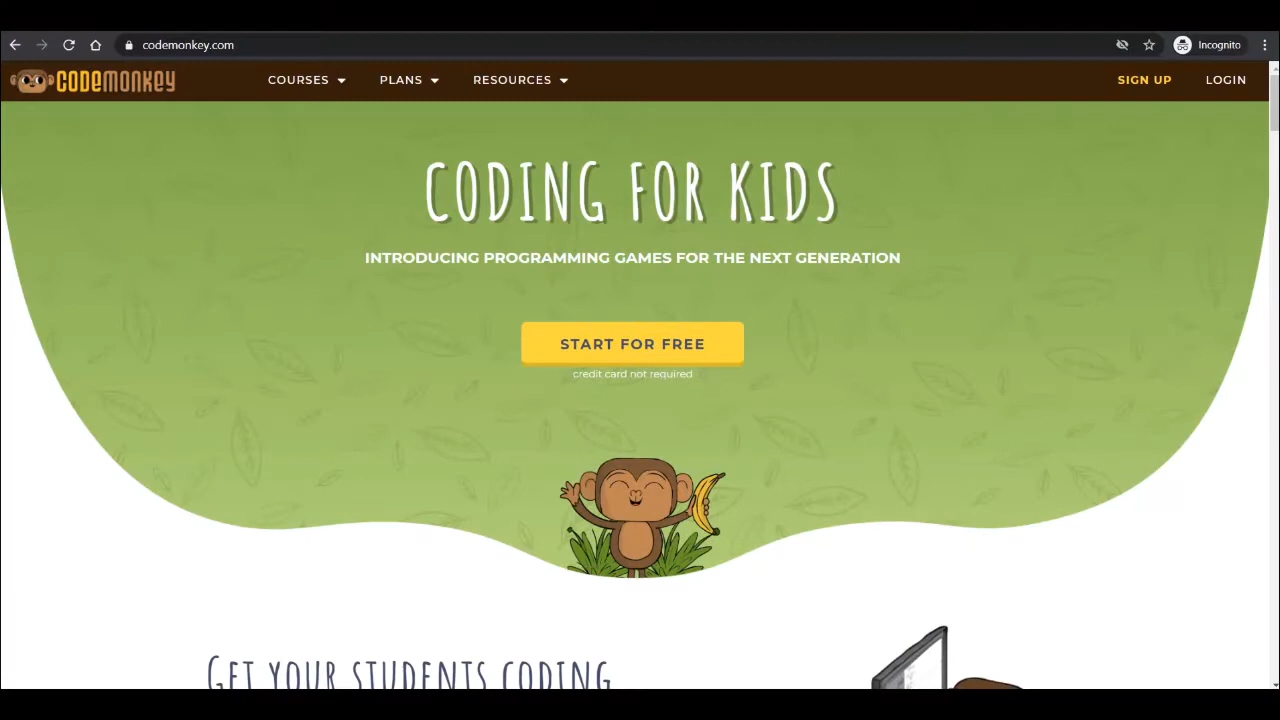 codemonkey.com
Incognito
CODEMONKEY
COURSES
PLANS
RESOURCES
SIGN UP
LOGIN
CODING FOR KIDS
INTRODUCING PROGRAMMING GAMES FOR THE NEXT GENERATION
START FOR FREE
credit card not required
GET YOUR STUDENTS CODING